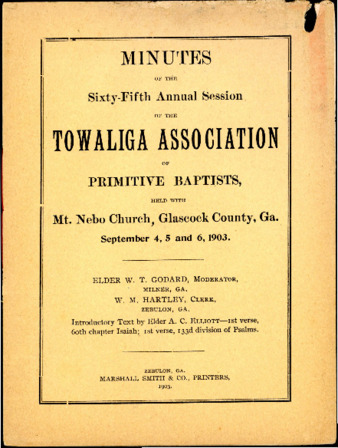 MINUTES
OF THE
Sixty-Fifth Annual Session
OF THE
TOWALIGA ASSOCIATION
OF
PRIMITIVE BAPTISTS,
HELD WITH
Mt. Nebo Church, Glascock County, Ga.
September 4, 5 and 6, 1903.
ELDER W. T. GODARD, MODERATOR,
MILNER, GA.
W. M. HARTLEY, CLERK,
ZEBULON, GA.
Introductory Text by Elder A. C. ELLIOTT—1st verse,
60th chapter Isaiah; 1st verse, 133d division of Psalms.
ZEBULON, GA.
MARSHALL SMITH & CO., PRINTERS,
1903.